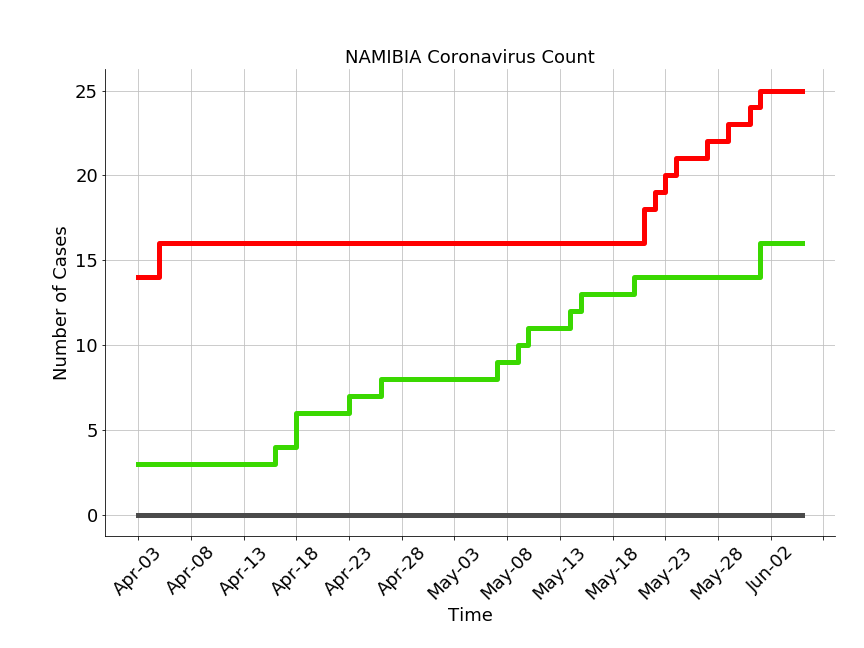 NAMIBIA Coronavirus Count
25
20
15
10
5
0
Number of Cases
Apr-03
Apr-08
Apr-13
Apr-18
Apr-23
Apr-28
May-03
May-08
May-13
May-18
May-23
May-28
Jun-02
Time